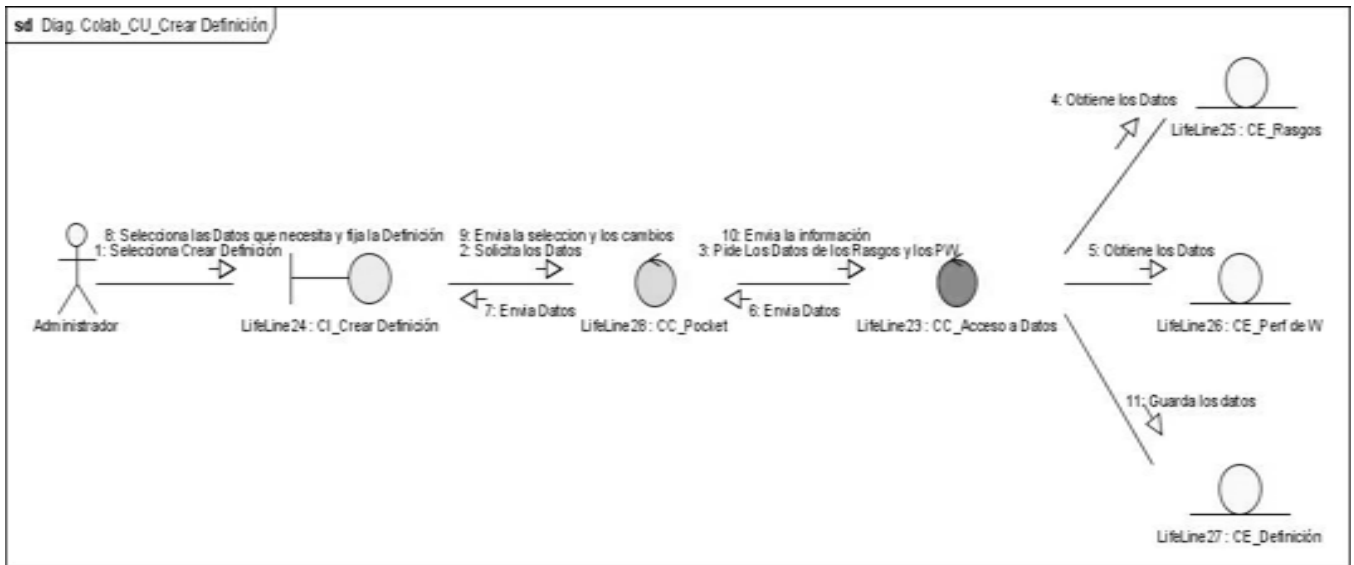 sd Diag. Colab_CU_Crear Definición
4: Obtiene los Datos
LifeLine25 : CE_Rasgos
8: Selecciona las Datos que necesita y fija la Definición
9: Envia la seleccion y los cambios
10: Envia la información
1: Selecciona Crear Definición
2: Solicita los Datos
3: Pide Los Datos de los Rasgos y los PW
5: Obtiene los Datos
7: Envia Datos
6: Envia Datos
Administrador
LifeLine24 : CI_Crear Definición
LifeLine28 : CC_Pocket
LifeLine23 : CC_Acceso a Datos
LifeLine26 : CE_Perf de W
11: Guarda los datos
LifeLine27 : CE_Definición